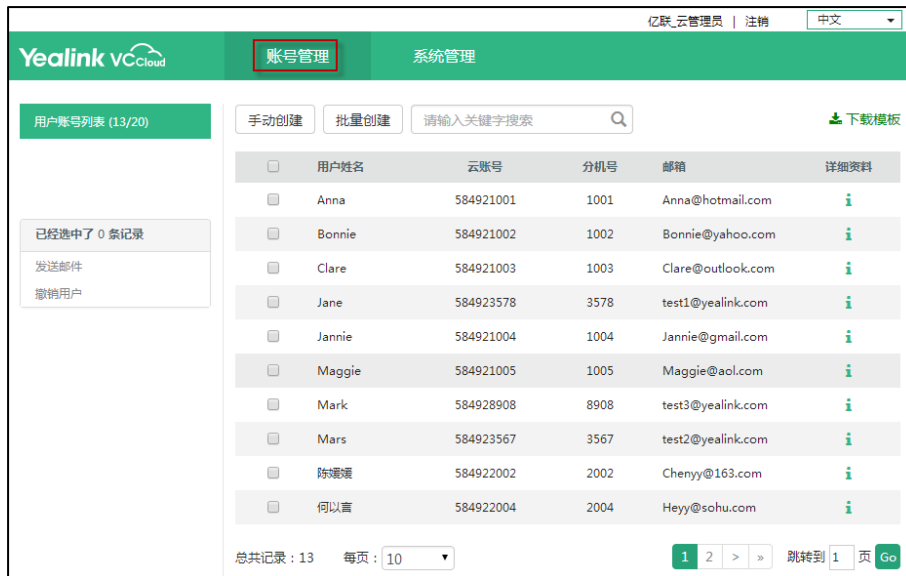 亿联_云管理员 | 注销 中文
Yealink VCCloud 账号管理 系统管理
用户账号列表 (13/20)
手动创建 批量创建 请输入关键字搜索 下载模板
用户姓名 云账号 分机号 邮箱 详细资料
Anna 584921001 1001 Anna@hotmail.com
已经选中了 0 条记录
Bonnie 584921002 1002 Bonnie@yahoo.com
发送邮件
Clare 584921003 1003 Clare@outlook.com
撤销用户
Jane 584923578 3578 test1@yealink.com
Jannie 584921004 1004 Jannie@gmail.com
Maggie 584921005 1005 Maggie@aol.com
Mark 584928908 8908 test3@yealink.com
Mars 584923567 3567 test2@yealink.com
陈媛媛 584922002 2002 Chenyy@163.com
何以言 584922004 2004 Heyy@sohu.com
总共记录：13 每页：10 1 2 > » 跳转到 1 页 Go